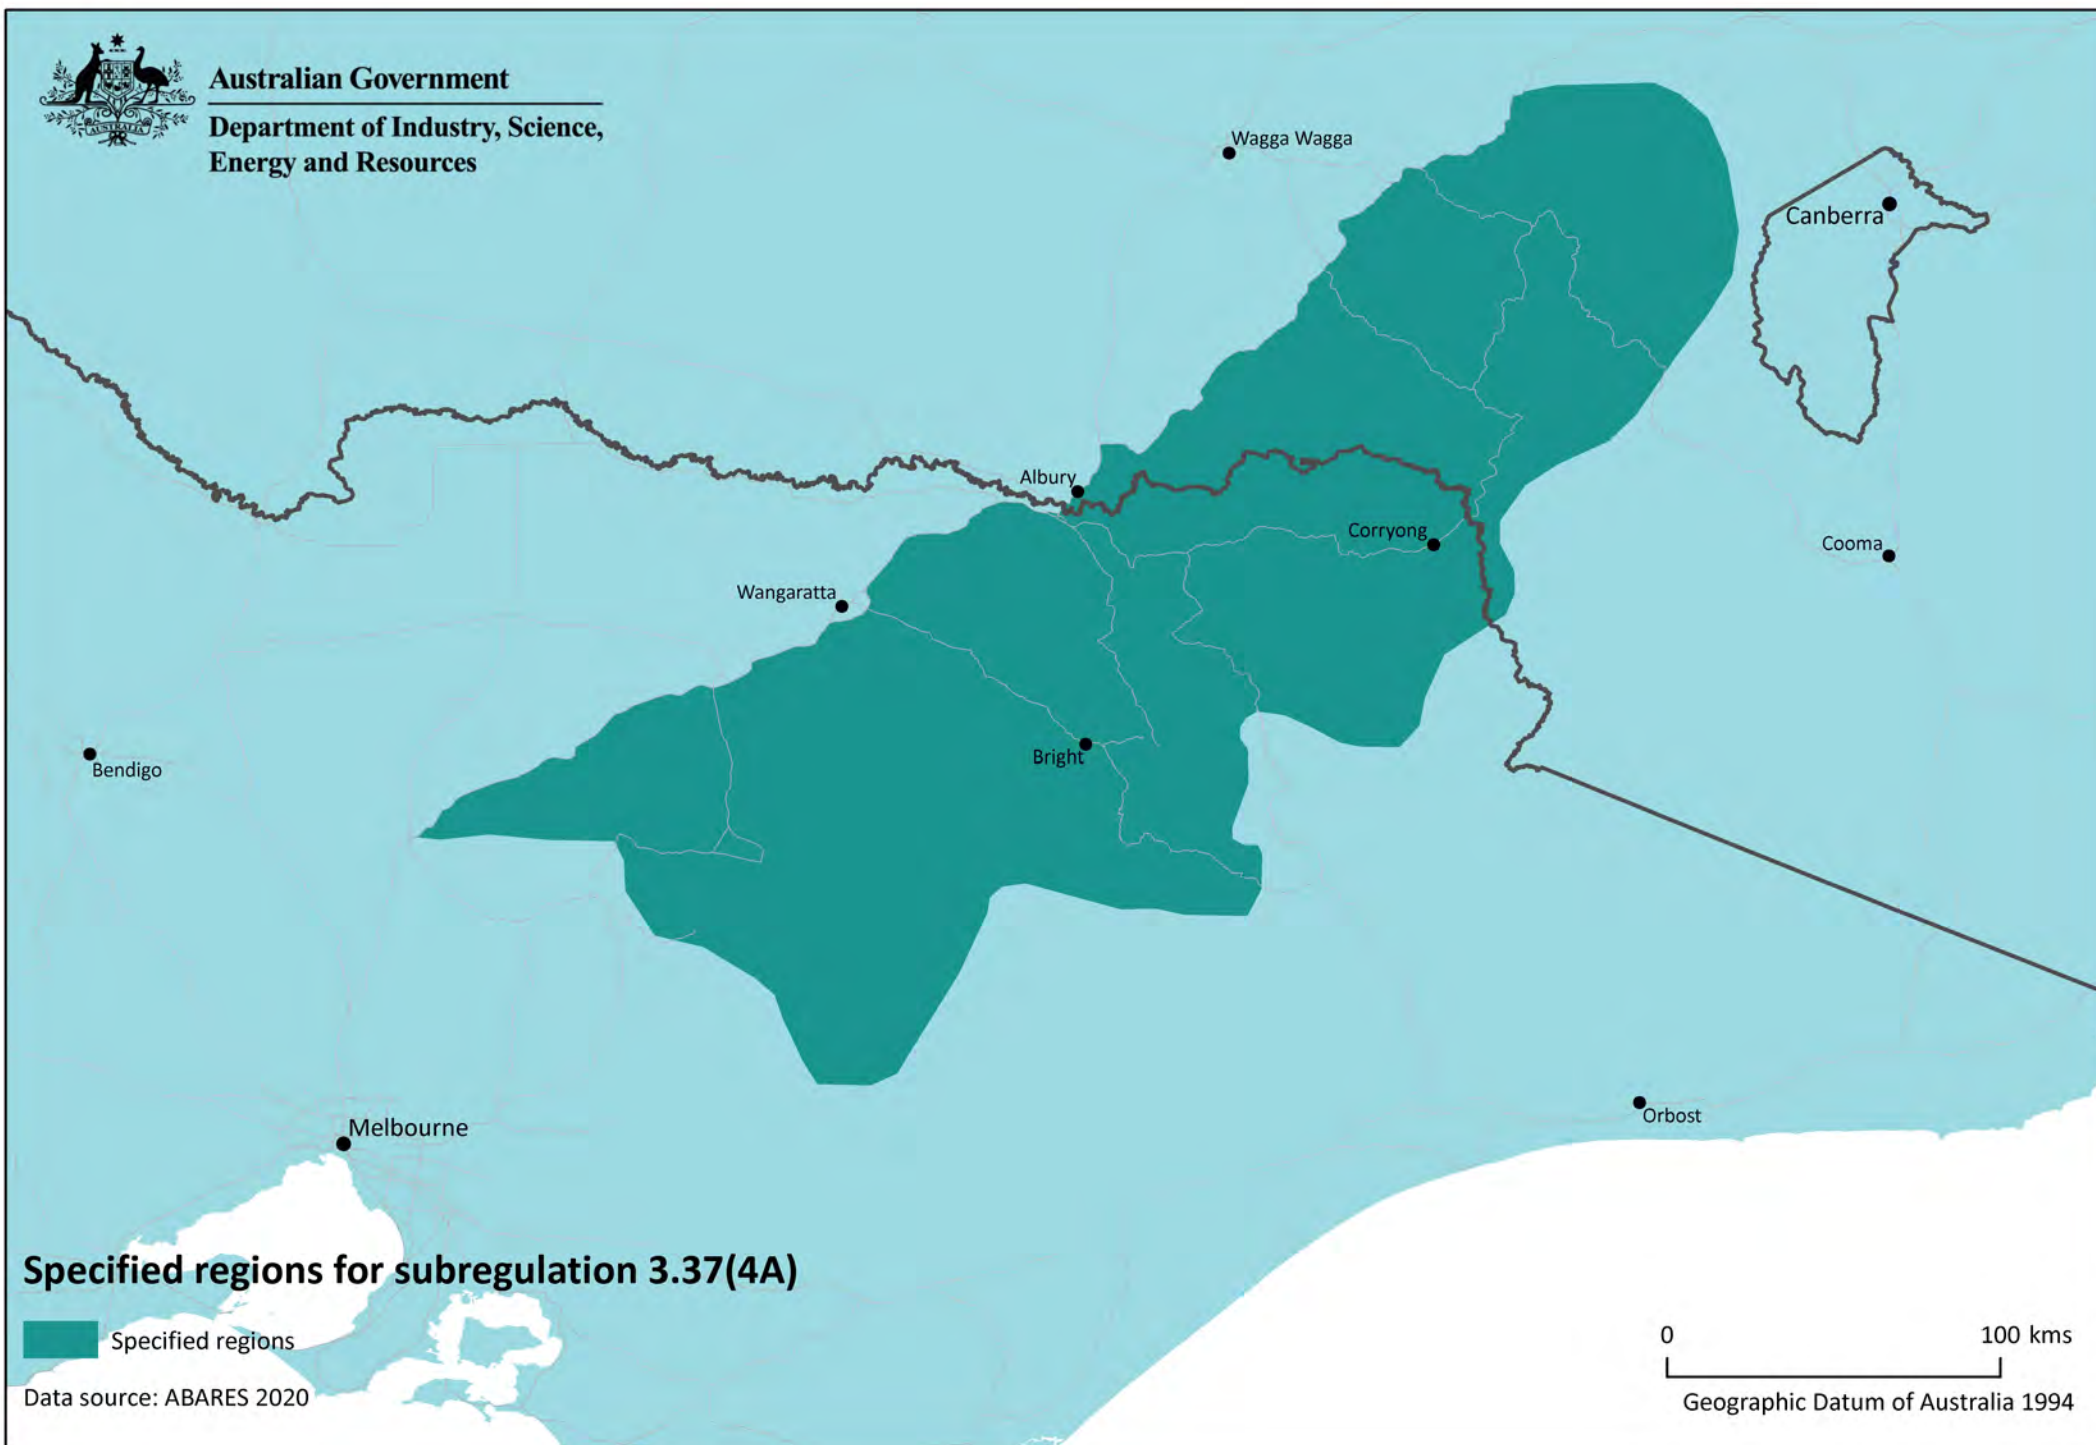 Australian Government
Department of Industry, Science,
Energy and Resources
AUSTRALIA
Wagga Wagga
Canberra
Albury
Corryong
Cooma
Wangaratta
Bright
Bendigo
Orbost
Melbourne
Specified regions for subregulation 3.37(4A)
Specified regions
Data source: ABARES 2020
0 100 kms
Geographic Datum of Australia 1994